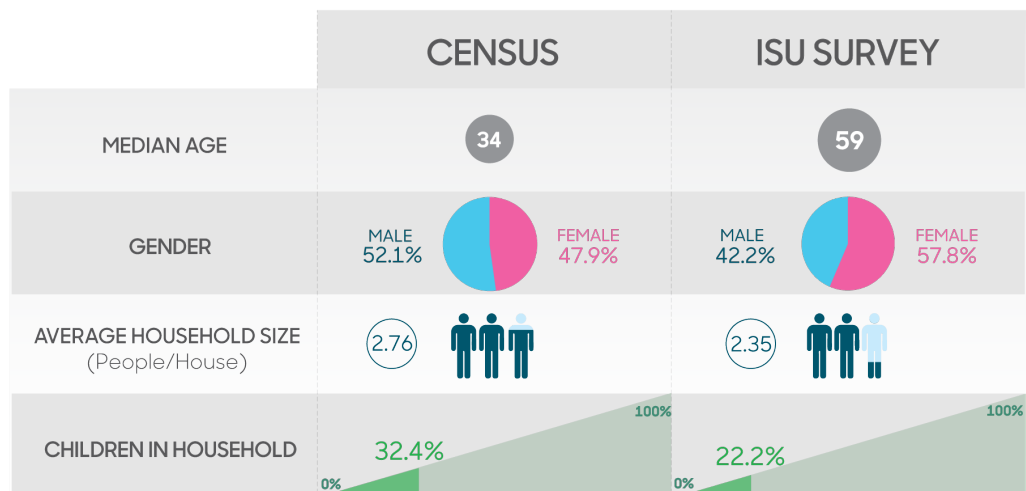 CENSUS
ISU SURVEY
MEDIAN AGE
34
59
GENDER
MALE
52.1%
FEMALE
47.9%
MALE
42.2%
FEMALE
57.8%
AVERAGE HOUSEHOLD SIZE
(People/House)
2.76
2.35
CHILDREN IN HOUSEHOLD
0%
32.4%
100%
0%
22.2%
100%